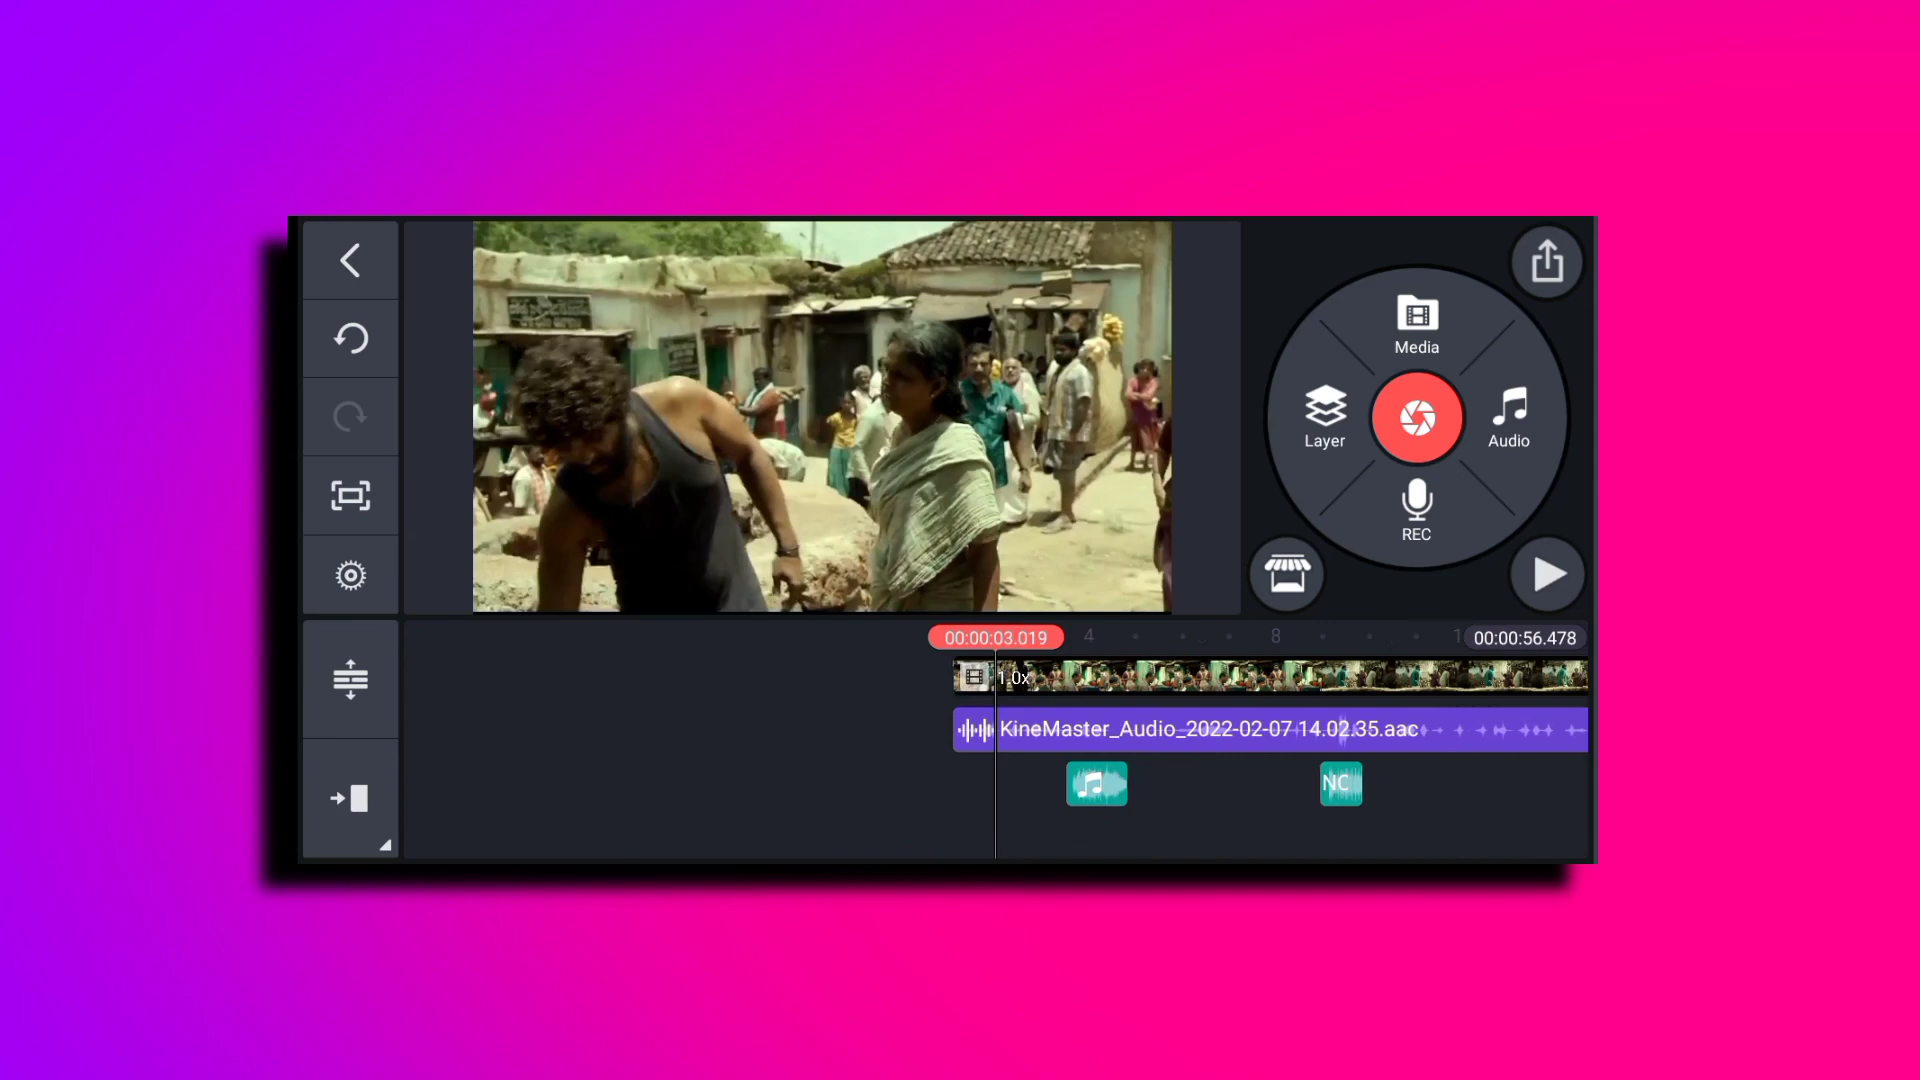 Media
Layer
Audio
REC
00:00:03.019
4
8
1
00:00:56.478
1.0x
KineMaster_Audio_2022-02-07 14.02.35.aac
NC